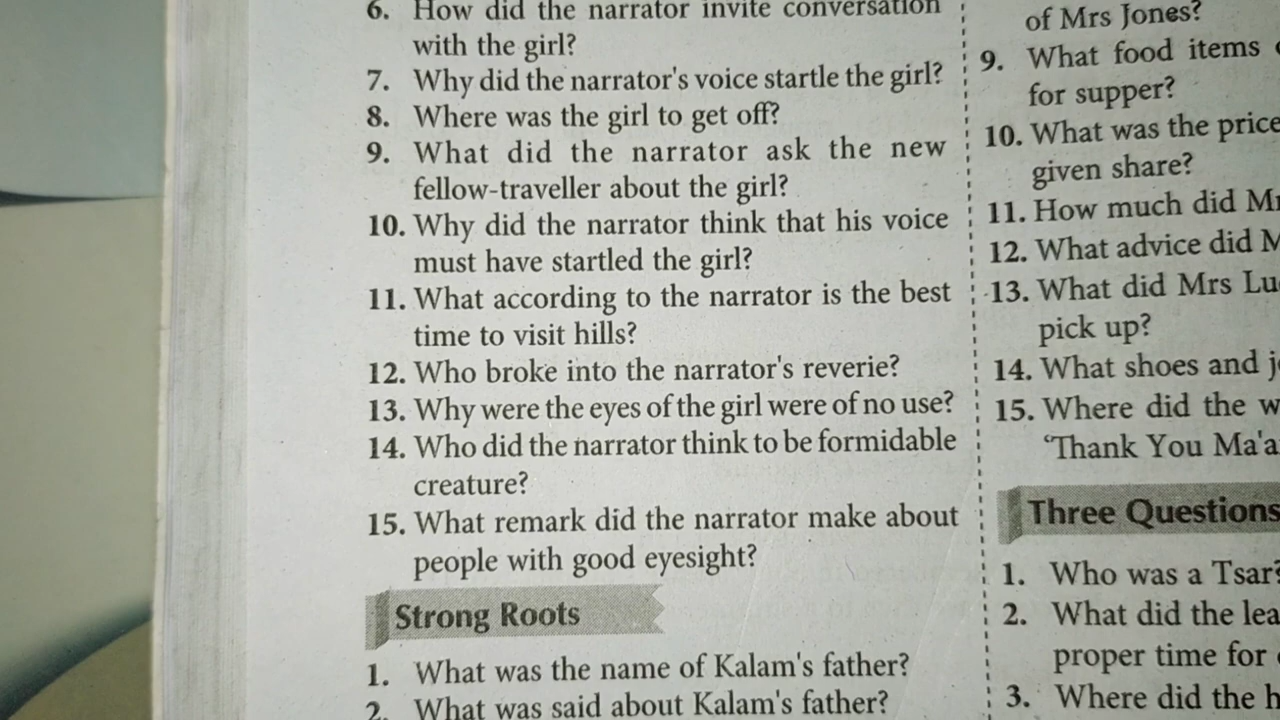 6. How did the narrator invite conversation
with the girl?
7. Why did the narrator's voice startle the girl?
8. Where was the girl to get off?
9. What did the narrator ask the new
fellow-traveller about the girl?
10. Why did the narrator think that his voice
must have startled the girl?
11. What according to the narrator is the best
time to visit hills?
12. Who broke into the narrator's reverie?
13. Why were the eyes of the girl were of no use?
14. Who did the narrator think to be formidable
creature?
15. What remark did the narrator make about
people with good eyesight?
Strong Roots
1. What was the name of Kalam's father?
2. What was said about Kalam's father?
of Mrs Jones?
9. What food items
for supper?
10. What was the price
given share?
11. How much did
12. What advice did
13. What did Mrs
pick up?
14. What shoes and
15. Where did the
'Thank You
Three Questions
1. Who was a Tsar?
2. What did the
proper time for
3. Where did the